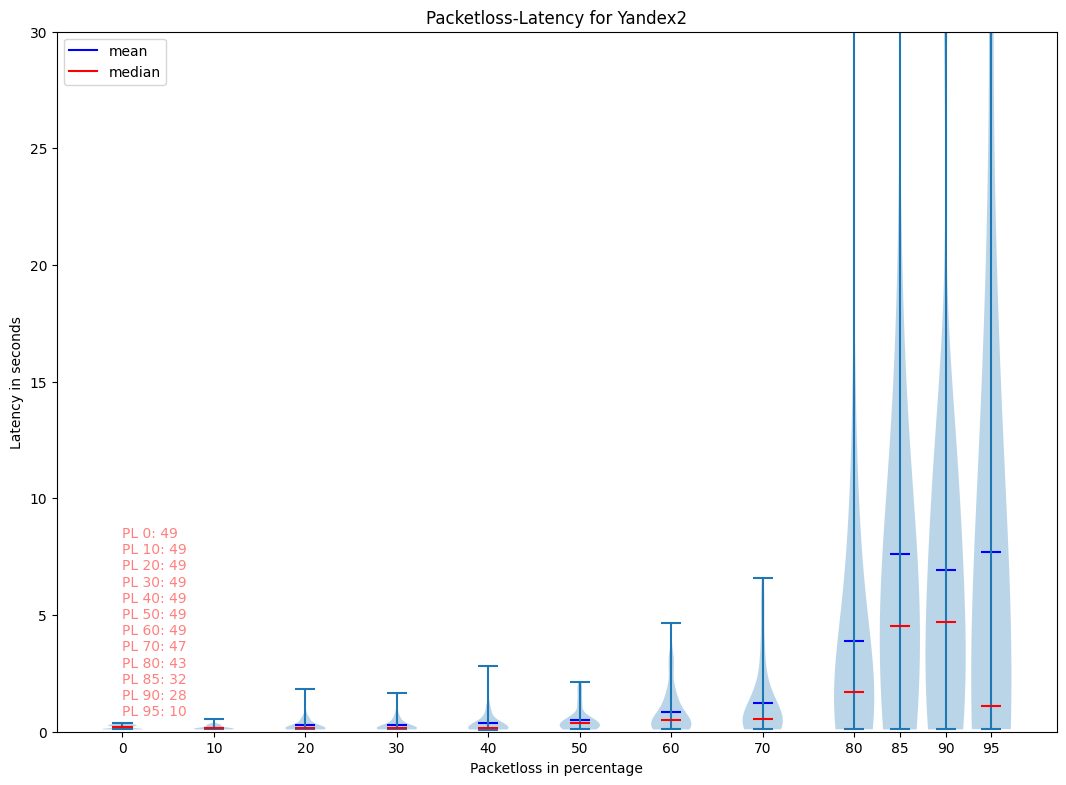 Packetloss-Latency for Yandex2
30
mean
median
25
20
15
10
5
0
Latency in seconds
PL 0: 49
PL 10: 49
PL 20: 49
PL 30: 49
PL 40: 49
PL 50: 49
PL 60: 49
PL 70: 47
PL 80: 43
PL 85: 32
PL 90: 28
PL 95: 10
0 10 20 30 40 50 60 70 80 85 90 95
Packetloss in percentage